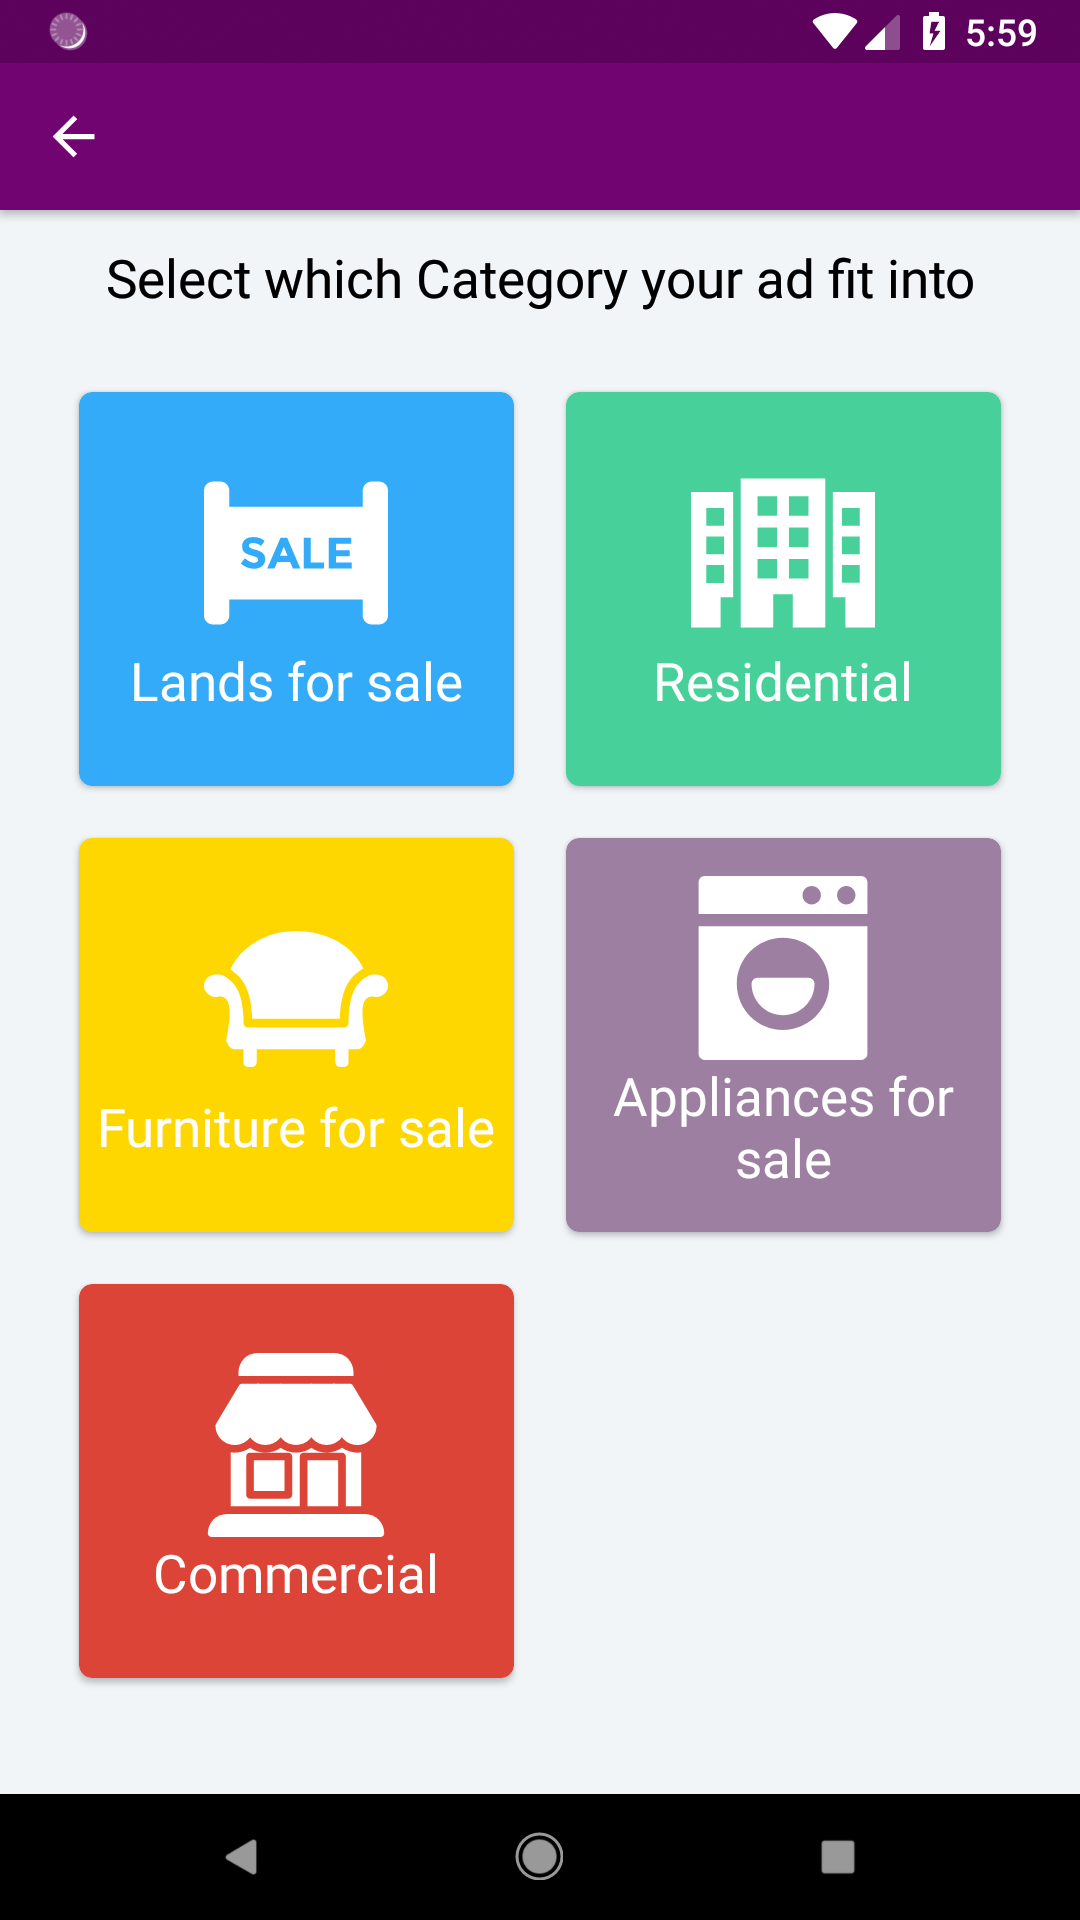 5:59
Select which Category your ad fit into
SALE
Lands for sale
Residential
Furniture for sale
Appliances for
sale
Commercial